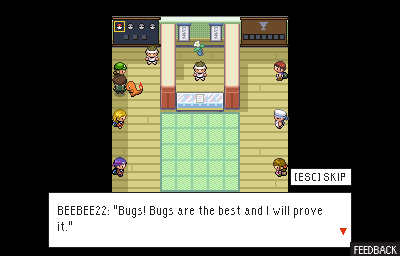 [ESC] SKIP
BEEBEE22: "Bugs! Bugs are the best and I will prove
it."
FEEDBACK